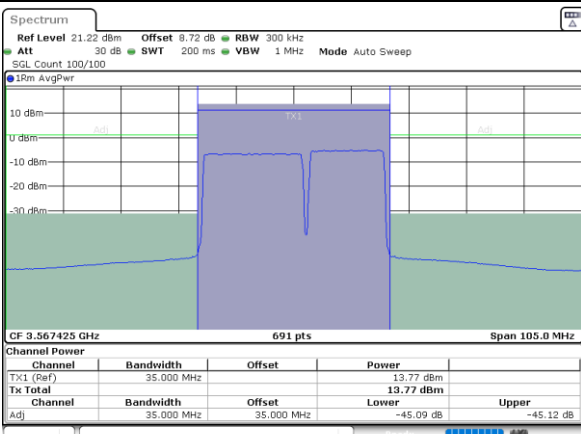 Spectrum
Ref Level 21.22 dBm Offset 8.72 dB RBW 300 kHz
Att 30 dB SWT 200 ms VBW 1 MHz Mode Auto Sweep
SGL Count 100/100
1Rm AvgPwr
TX1
10 dBm
Adj Adj
0 dBm
-10 dBm
-20 dBm
-30 dBm
CF 3.567425 GHz 691 pts Span 105.0 MHz
Channel Power
Channel Bandwidth Offset Power
TX1 (Ref) 35.000 MHz 13.77 dBm
Tx Total 13.77 dBm
Channel Bandwidth Offset Lower Upper
Adj 35.000 MHz 35.000 MHz -45.09 dB -45.12 dB